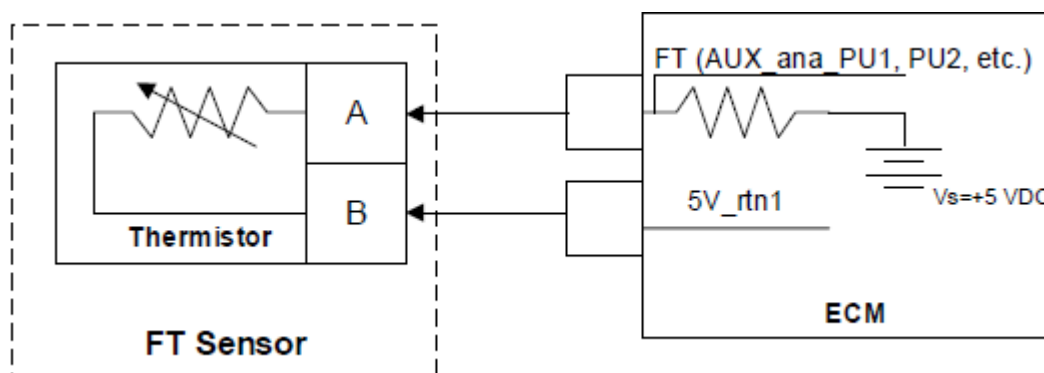 FT (AUX_ana_PU1, PU2, etc.)
A
B
5V_rtn1
Vs=+5 VDC
Thermistor
ECM
FT Sensor